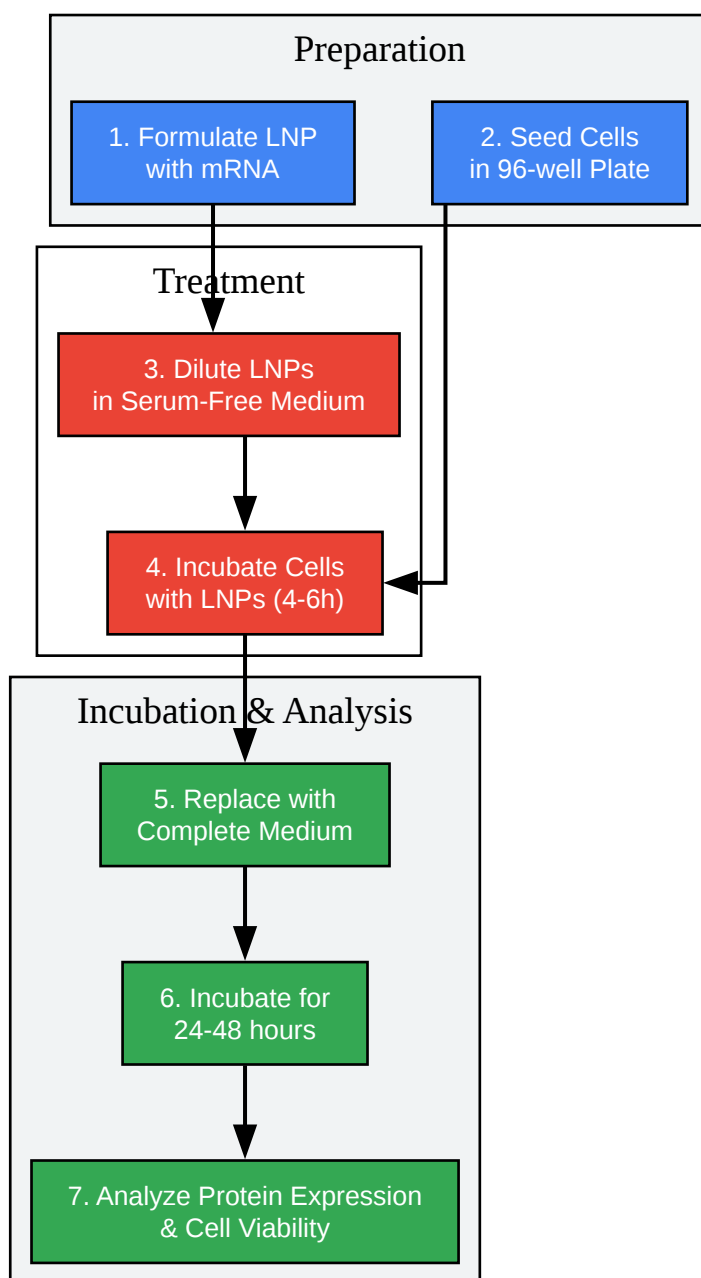 Preparation
1. Formulate LNP
with mRNA
2. Seed Cells
in 96-well Plate
Treatment
3. Dilute LNPs
in Serum-Free Medium
4. Incubate Cells
with LNPs (4-6h)
Incubation & Analysis
5. Replace with
Complete Medium
6. Incubate for
24-48 hours
7. Analyze Protein Expression
& Cell Viability